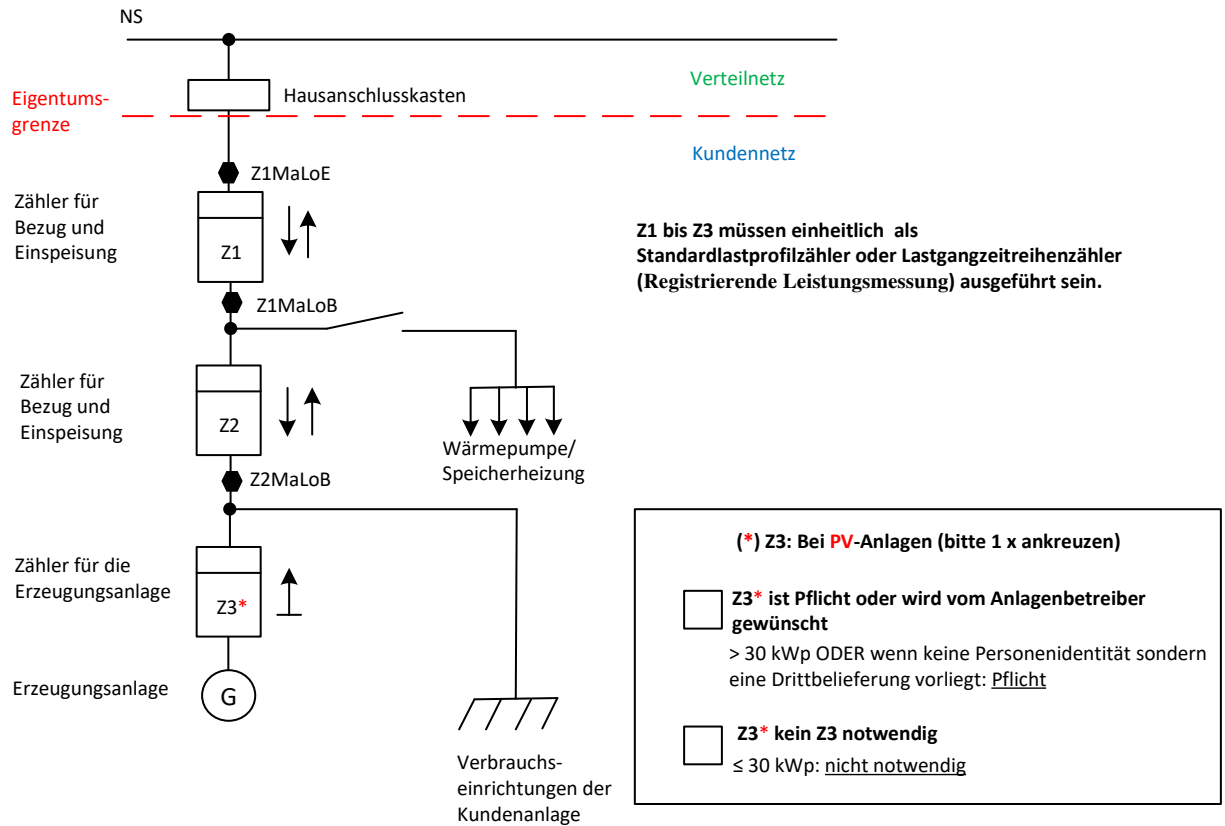 NS
Verteilnetz
Hausanschlusskasten
Eigentums-
grenze
Kundennetz
Z1MaLoE
Zähler für
Bezug und
Einspeisung
Z1
Z1 bis Z3 müssen einheitlich als
Standardlastprofilzähler oder Lastgangzeitreihenzähler
(Registrierende Leistungsmessung) ausgeführt sein.
Z1MaLoB
Zähler für
Bezug und
Einspeisung
Z2
Wärmepumpe/
Speicherheizung
Z2MaLoB
Zähler für die
Erzeugungsanlage
Z3*
Erzeugungsanlage
G
Verbrauchs-
einrichtungen der
Kundenanlage
(*) Z3: Bei PV-Anlagen (bitte 1 x ankreuzen)
Z3* ist Pflicht oder wird vom Anlagenbetreiber
gewünscht
> 30 kWp ODER wenn keine Personenidentität sondern
eine Drittbelieferung vorliegt: Pflicht
Z3* kein Z3 notwendig
≤ 30 kWp: nicht notwendig